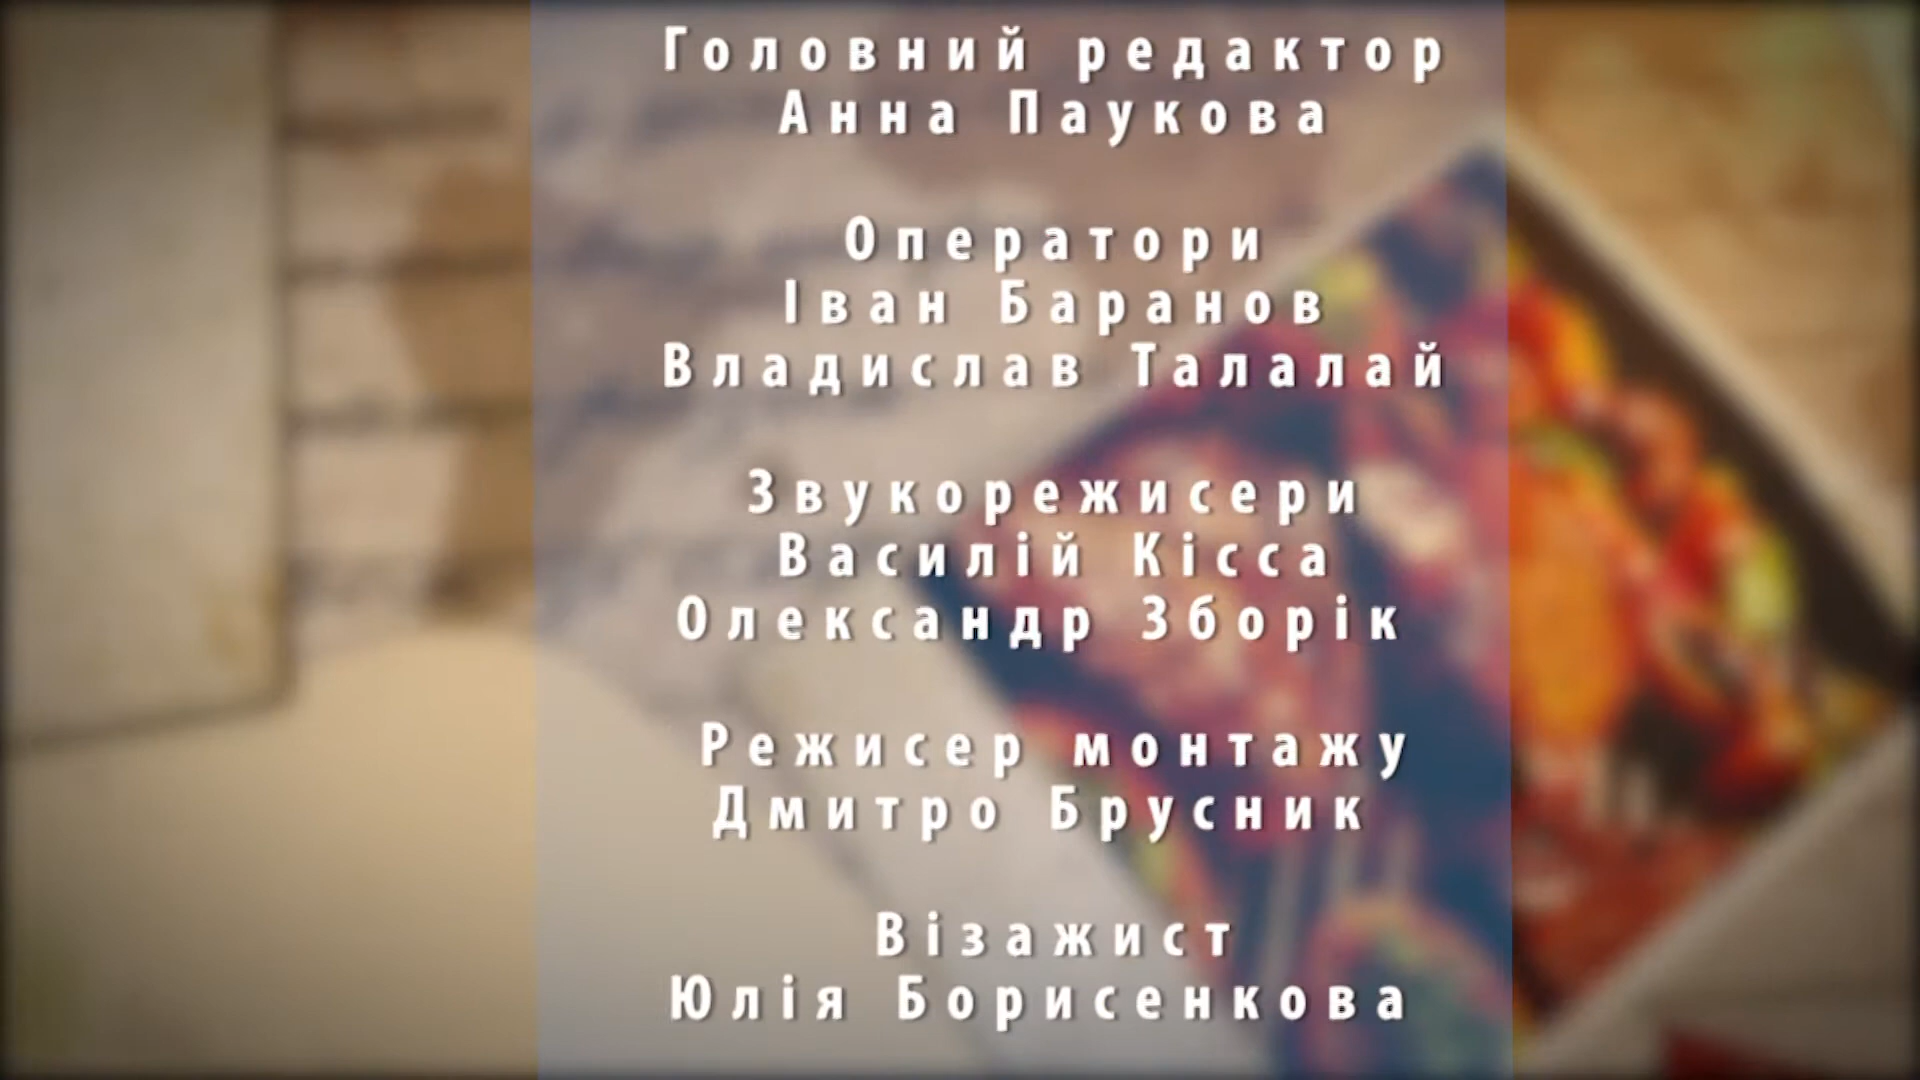 Головний редактор
Анна Паукова
Оператори
Іван Баранов
Владислав Талалай
Звукорежисери
Василій Кісса
Олександр Зборік
Режисер монтажу
Дмитро Брусник
Візажист
Юлія Борисенкова